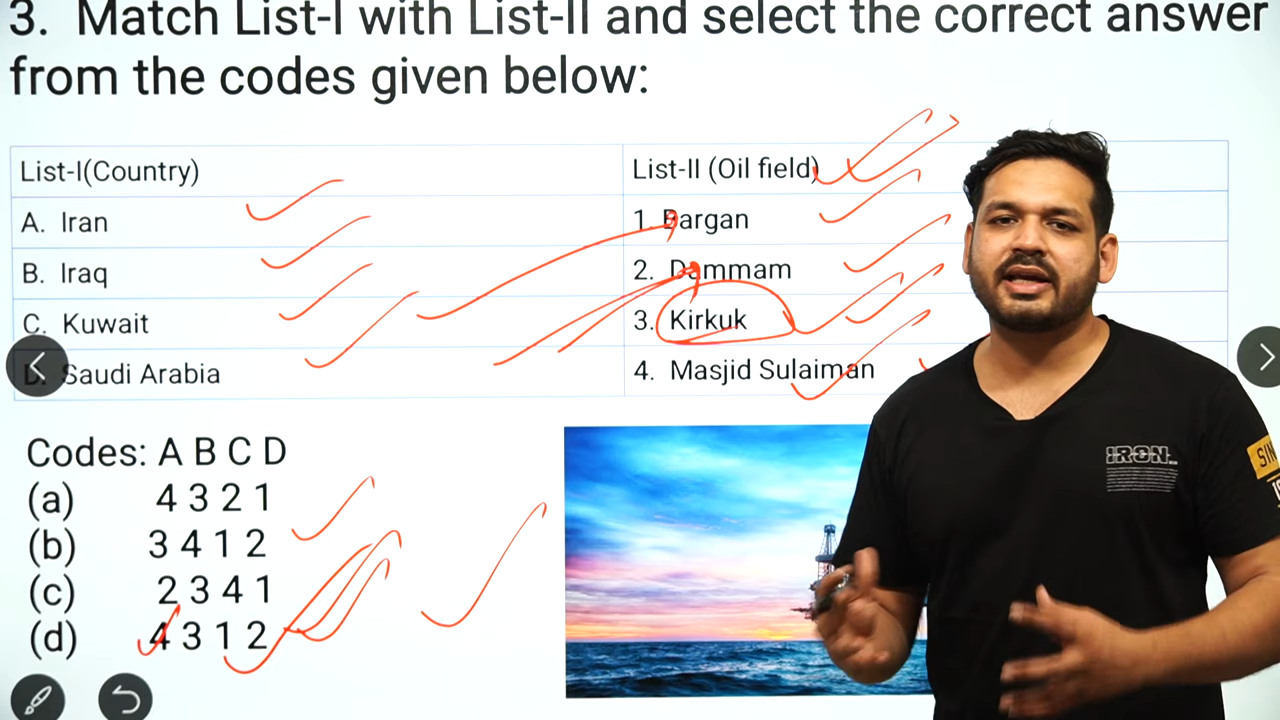 3. Match List-I with List-II and select the correct answer
from the codes given below:
List-I(Country)
List-II (Oil field)
A. Iran
1. Bargan
B. Iraq
2. Dammam
C. Kuwait
3. Kirkuk
D. Saudi Arabia
4. Masjid Sulaiman
Codes: A B C D
(a) 4 3 2 1
(b) 3 4 1 2
(c) 2 3 4 1
(d) 4 3 1 2
IRON
SIN